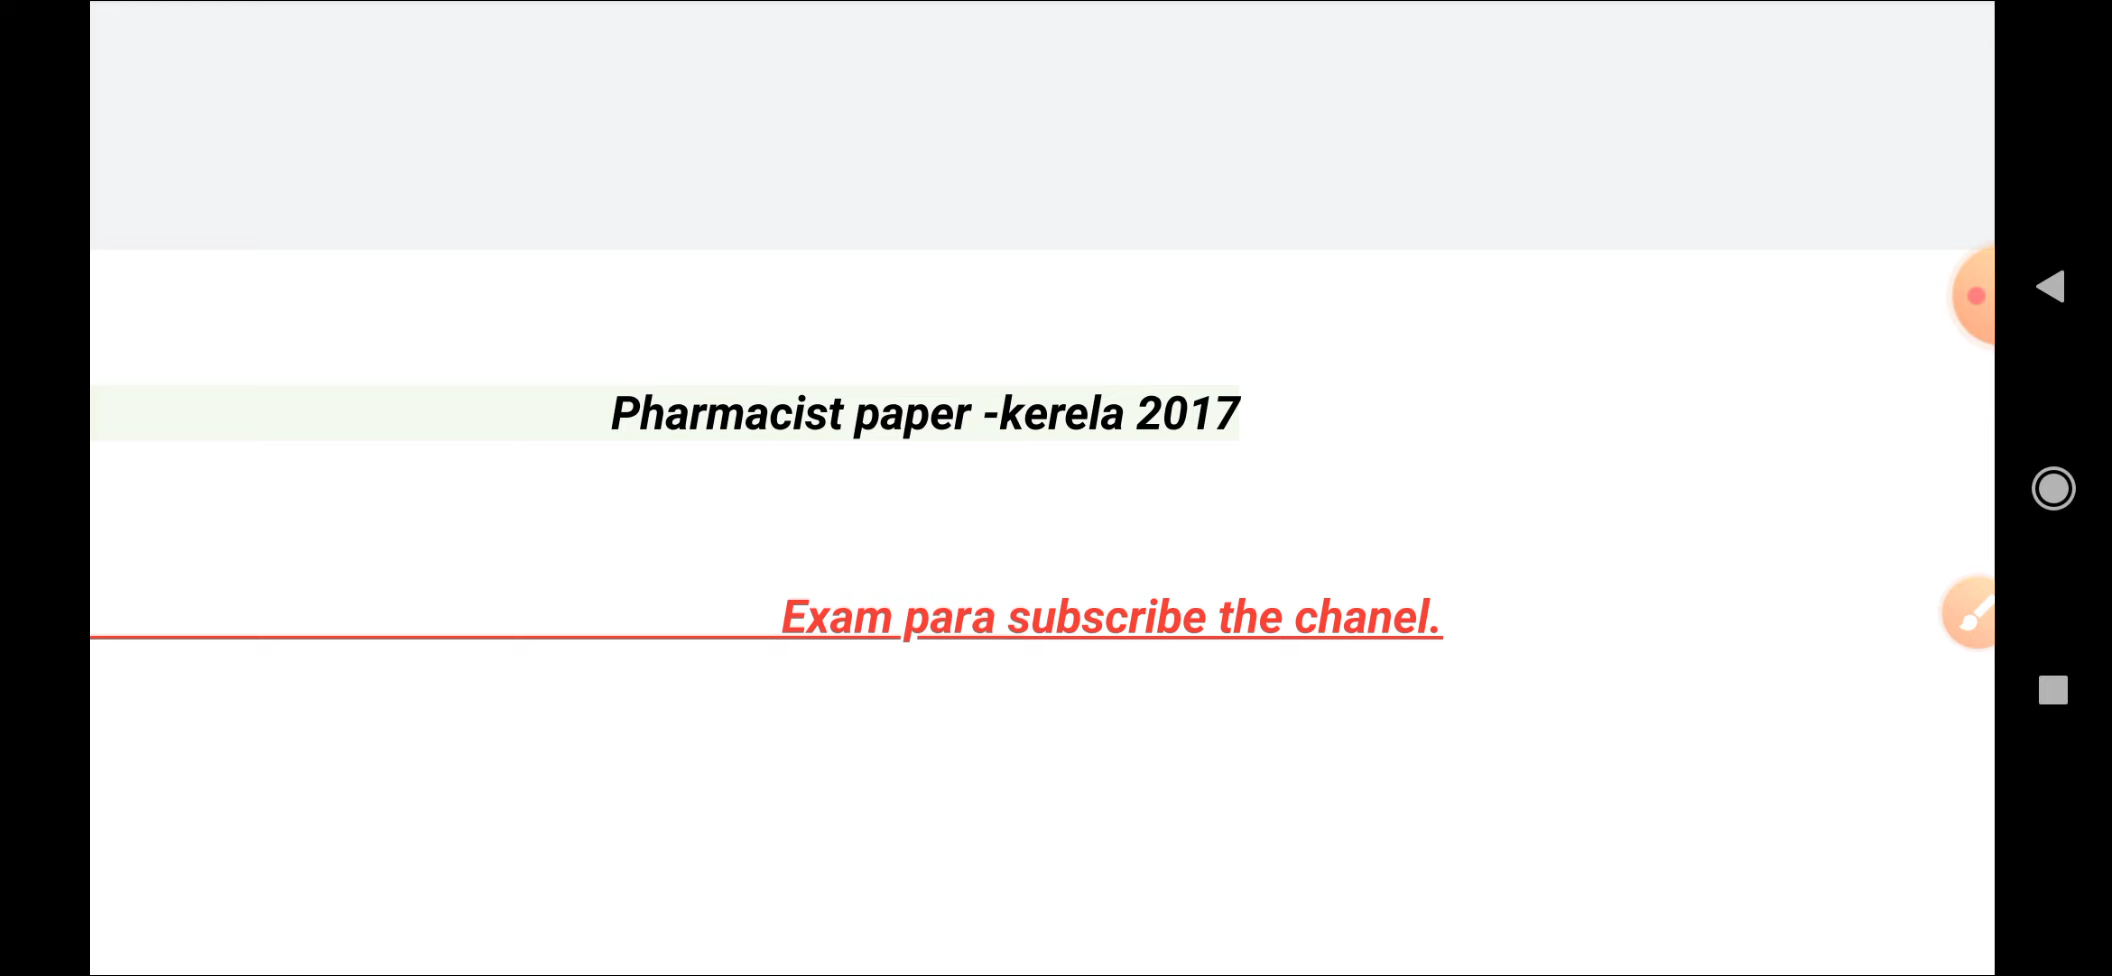 Pharmacist paper -kerela 2017
Exam para subscribe the chanel.